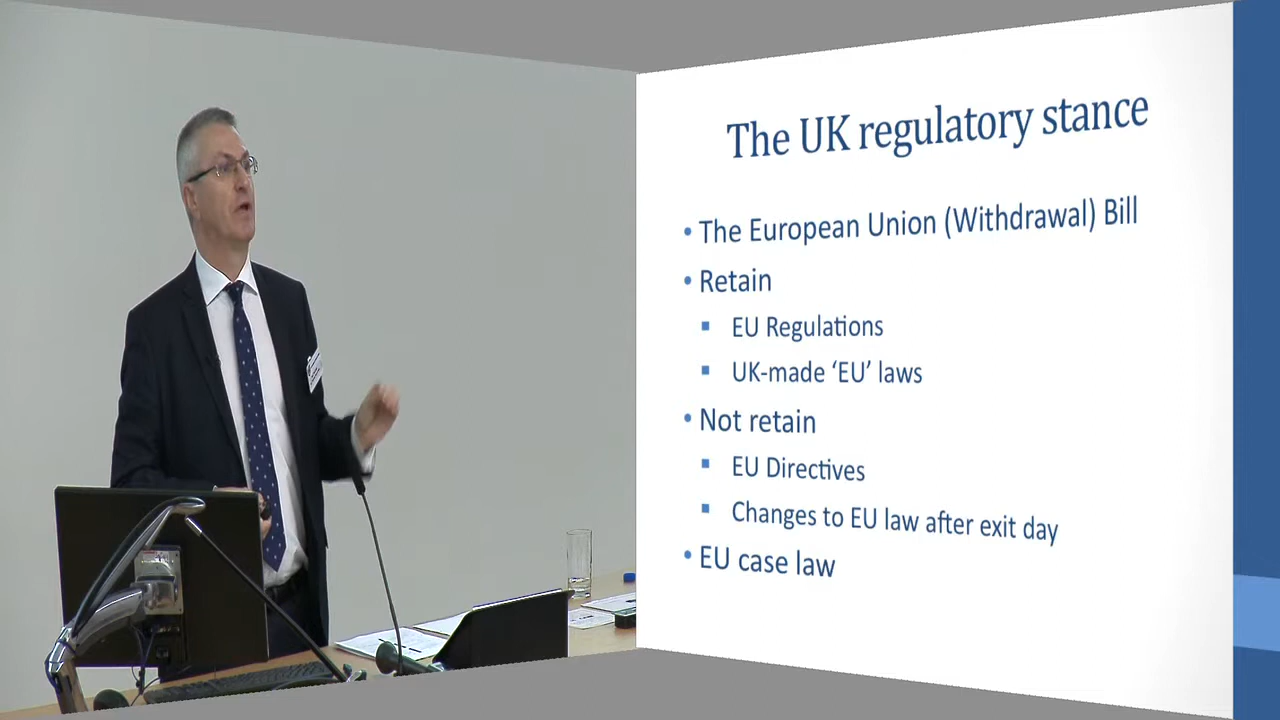 The UK regulatory stance
• The European Union (Withdrawal) Bill
• Retain
▪ EU Regulations
▪ UK-made ‘EU’ laws
• Not retain
▪ EU Directives
▪ Changes to EU law after exit day
• EU case law